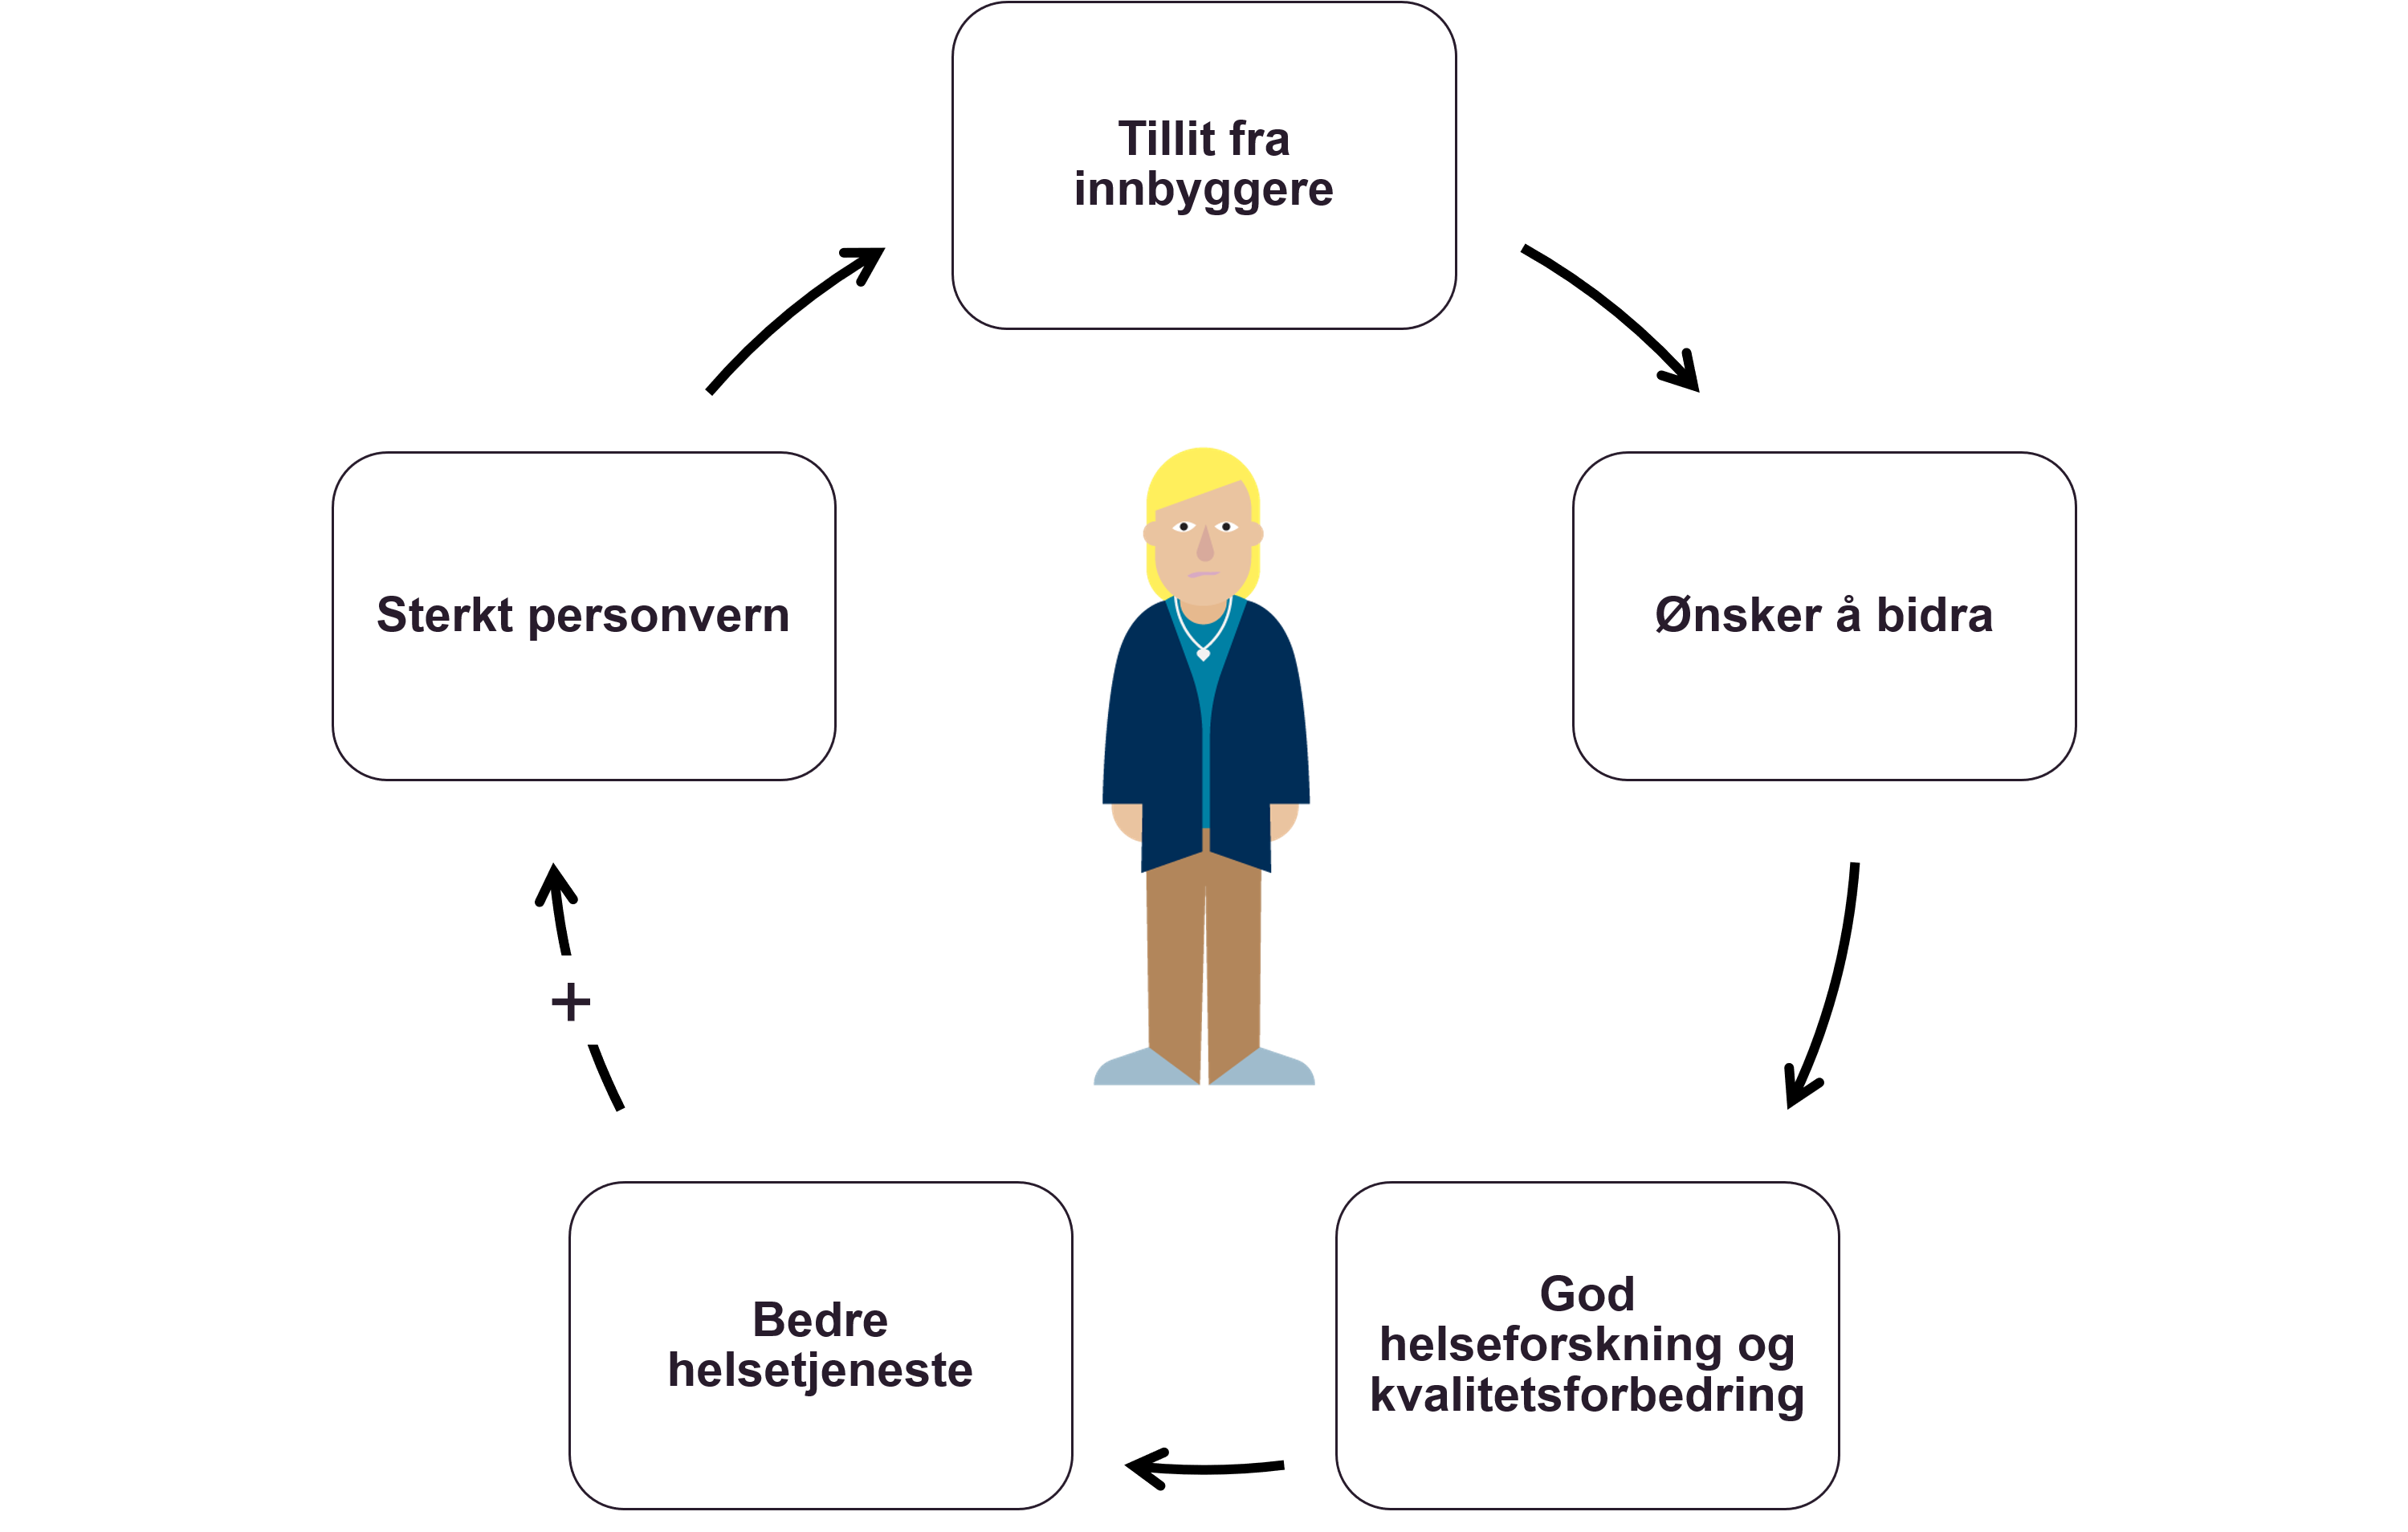 Tillit fra
innbyggere
Ønsker å bidra
God
helseforskning og
kvalitetsforbedring
Bedre
helsetjeneste
+
Sterkt personvern